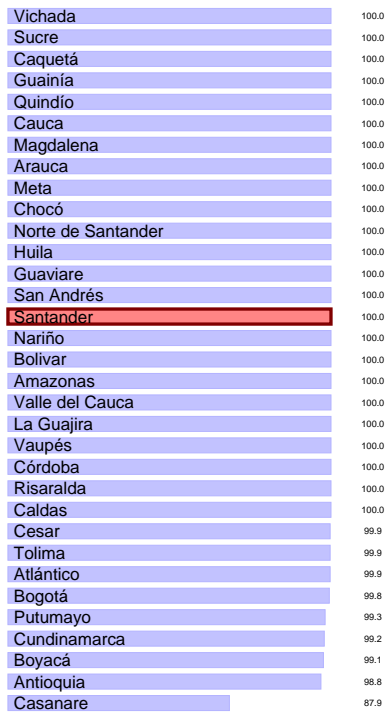 Vichada 100.0
Sucre 100.0
Caquetá 100.0
Guainía 100.0
Quindío 100.0
Cauca 100.0
Magdalena 100.0
Arauca 100.0
Meta 100.0
Chocó 100.0
Norte de Santander 100.0
Huila 100.0
Guaviare 100.0
San Andrés 100.0
Santander 100.0
Nariño 100.0
Bolivar 100.0
Amazonas 100.0
Valle del Cauca 100.0
La Guajira 100.0
Vaupés 100.0
Córdoba 100.0
Risaralda 100.0
Caldas 100.0
Cesar 99.9
Tolima 99.9
Atlántico 99.9
Bogotá 99.8
Putumayo 99.3
Cundinamarca 99.2
Boyacá 99.1
Antioquia 98.8
Casanare 87.9